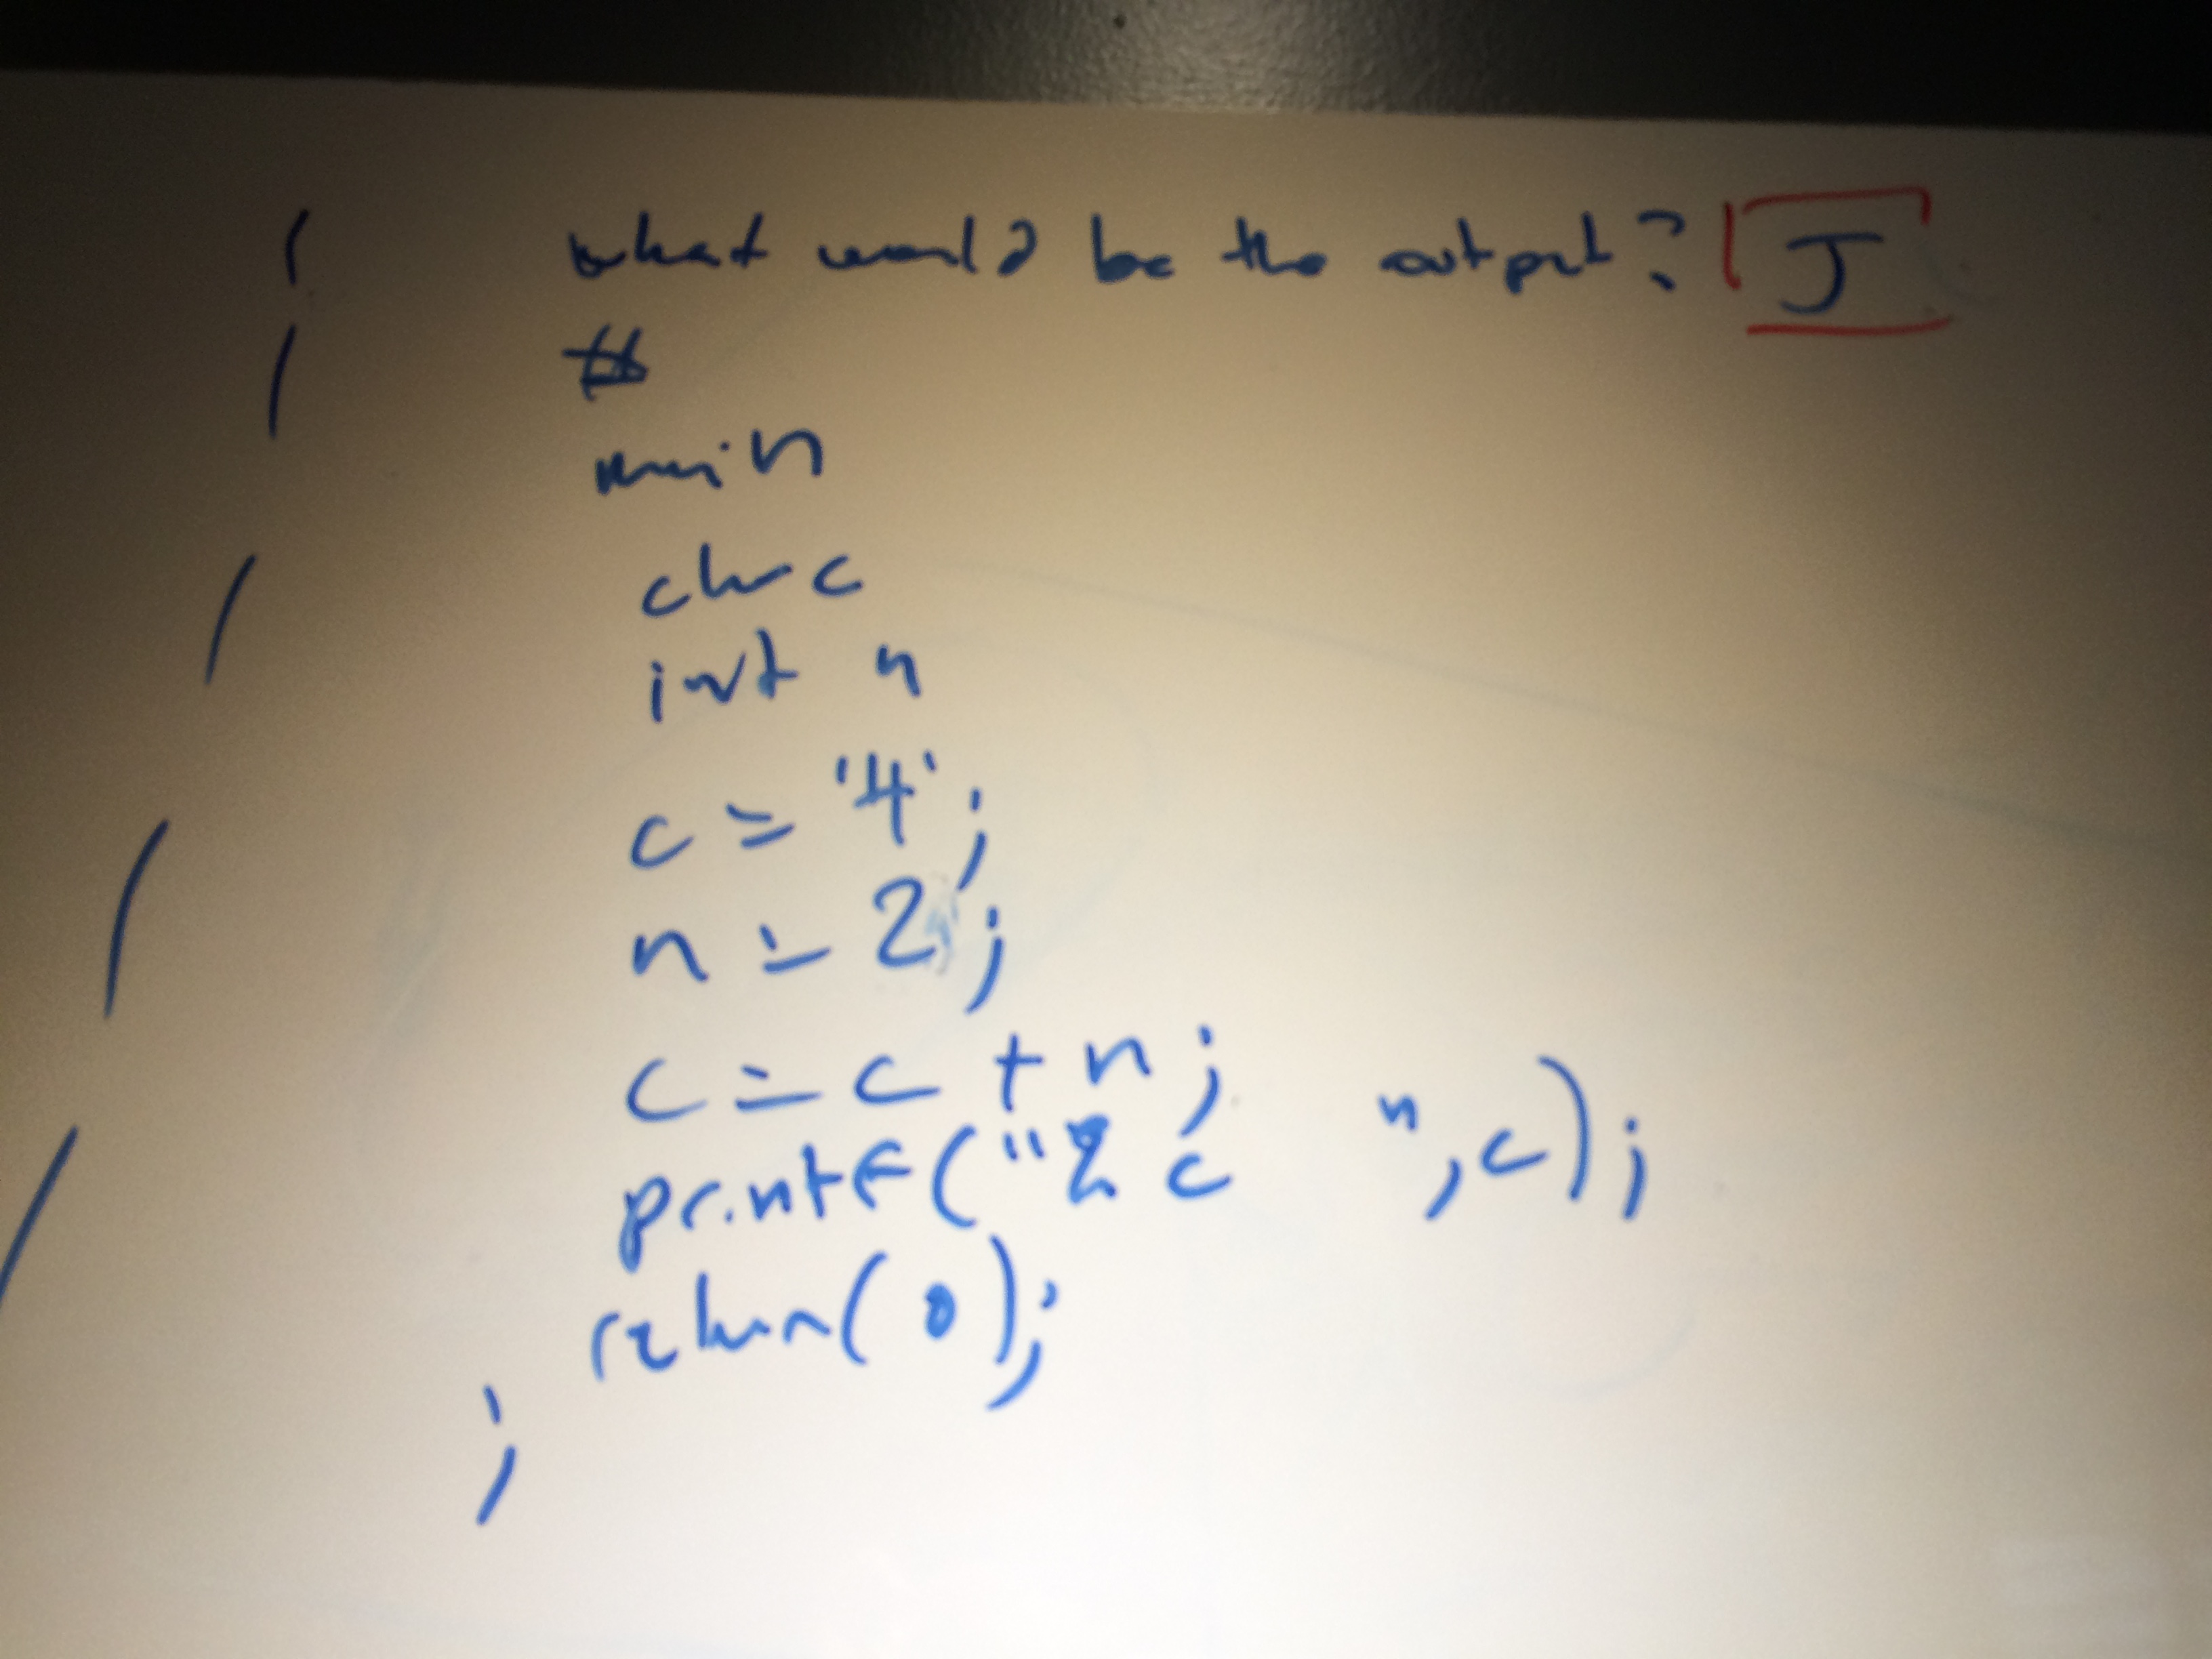 what would be the output? J
#
main
char c
int n
c = '4';
n = 2;
c = c + n;
printf("% c ",c);
return(0);
;